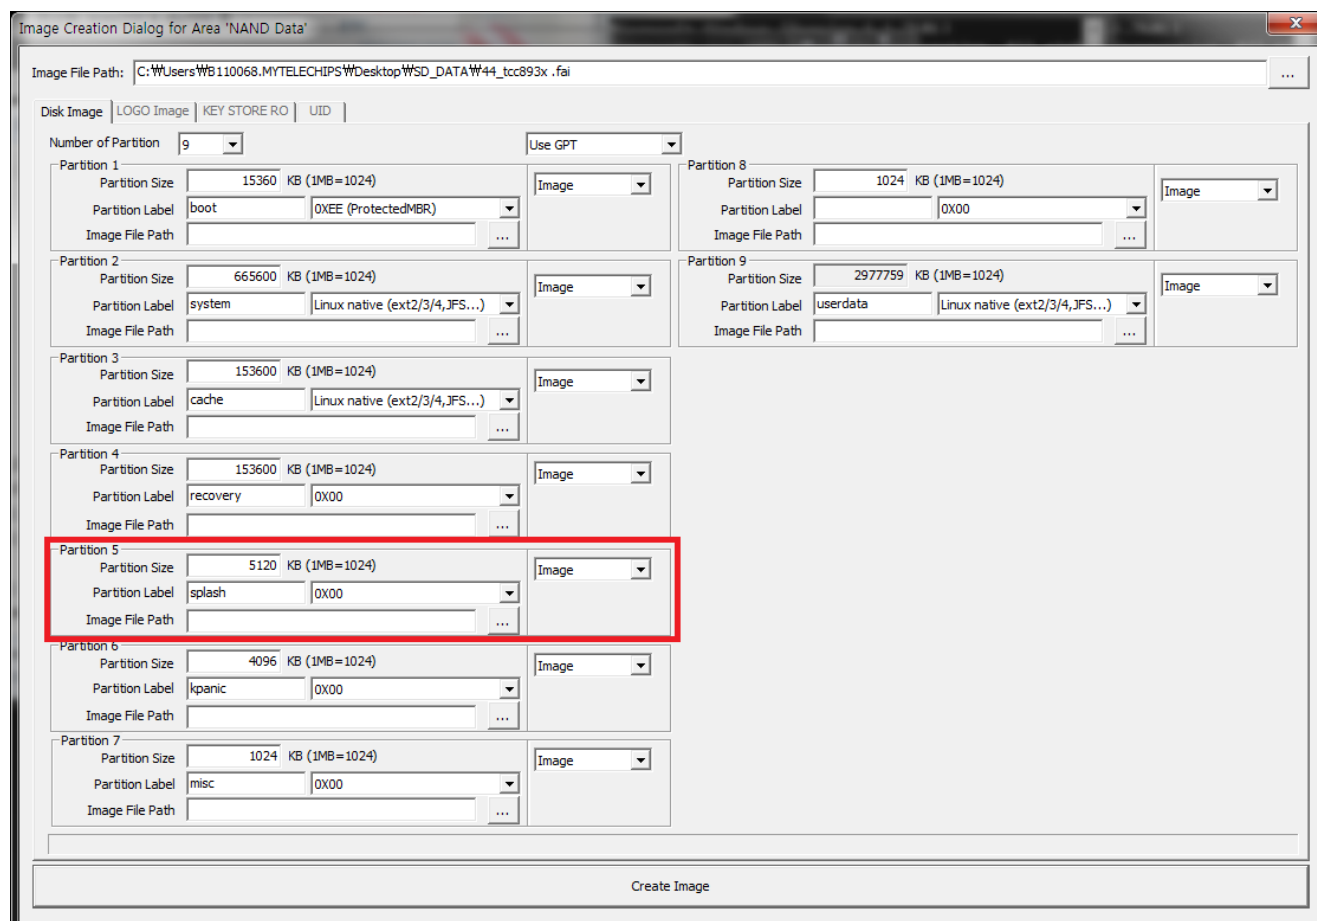 Image Creation Dialog for Area 'NAND Data'
Image File Path: C:₩Users₩B110068.MYTELECHIPS₩Desktop₩SD_DATA₩44_tcc893x .fai ...
Disk Image LOGO Image KEY STORE RO UID
Number of Partition 9 Use GPT
Partition 1
Partition Size 15360 KB (1MB=1024) Image
Partition Label boot 0XEE (ProtectedMBR)
Image File Path ...
Partition 2
Partition Size 665600 KB (1MB=1024) Image
Partition Label system Linux native (ext2/3/4,JFS...)
Image File Path ...
Partition 3
Partition Size 153600 KB (1MB=1024) Image
Partition Label cache Linux native (ext2/3/4,JFS...)
Image File Path ...
Partition 4
Partition Size 153600 KB (1MB=1024) Image
Partition Label recovery 0X00
Image File Path ...
Partition 5
Partition Size 5120 KB (1MB=1024) Image
Partition Label splash 0X00
Image File Path ...
Partition 6
Partition Size 4096 KB (1MB=1024) Image
Partition Label kpanic 0X00
Image File Path ...
Partition 7
Partition Size 1024 KB (1MB=1024) Image
Partition Label misc 0X00
Image File Path ...
Partition 8
Partition Size 1024 KB (1MB=1024) Image
Partition Label 0X00
Image File Path ...
Partition 9
Partition Size 2977759 KB (1MB=1024) Image
Partition Label userdata Linux native (ext2/3/4,JFS...)
Image File Path ...
Create Image